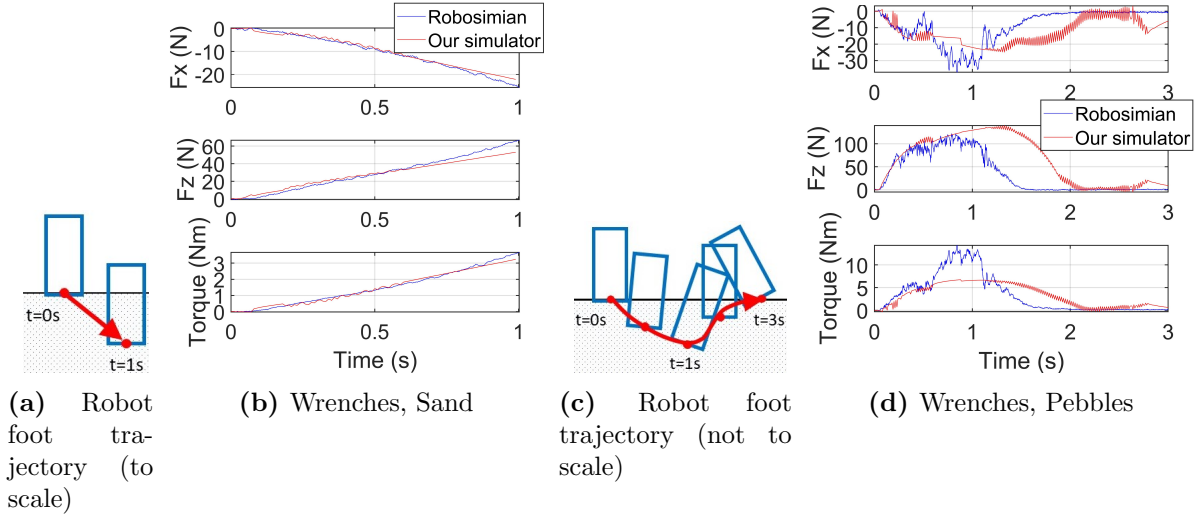 t=0s
t=1s
(a) Robot
foot tra-
jectory (to
scale)
Robosimian
Our simulator
Fx (N)
0
-10
-20
0 0.5 1
Fz (N)
60
40
20
0
0 0.5 1
Torque (Nm)
3
2
1
0
0 0.5 1
Time (s)
(b) Wrenches, Sand
t=0s
t=1s
t=3s
(c) Robot foot
trajectory (not to
scale)
Fx (N)
0
-10
-20
-30
0 1 2 3
Robosimian
Our simulator
Fz (N)
100
50
0
0 1 2 3
Torque (Nm)
10
5
0
0 1 2 3
Time (s)
(d) Wrenches, Pebbles